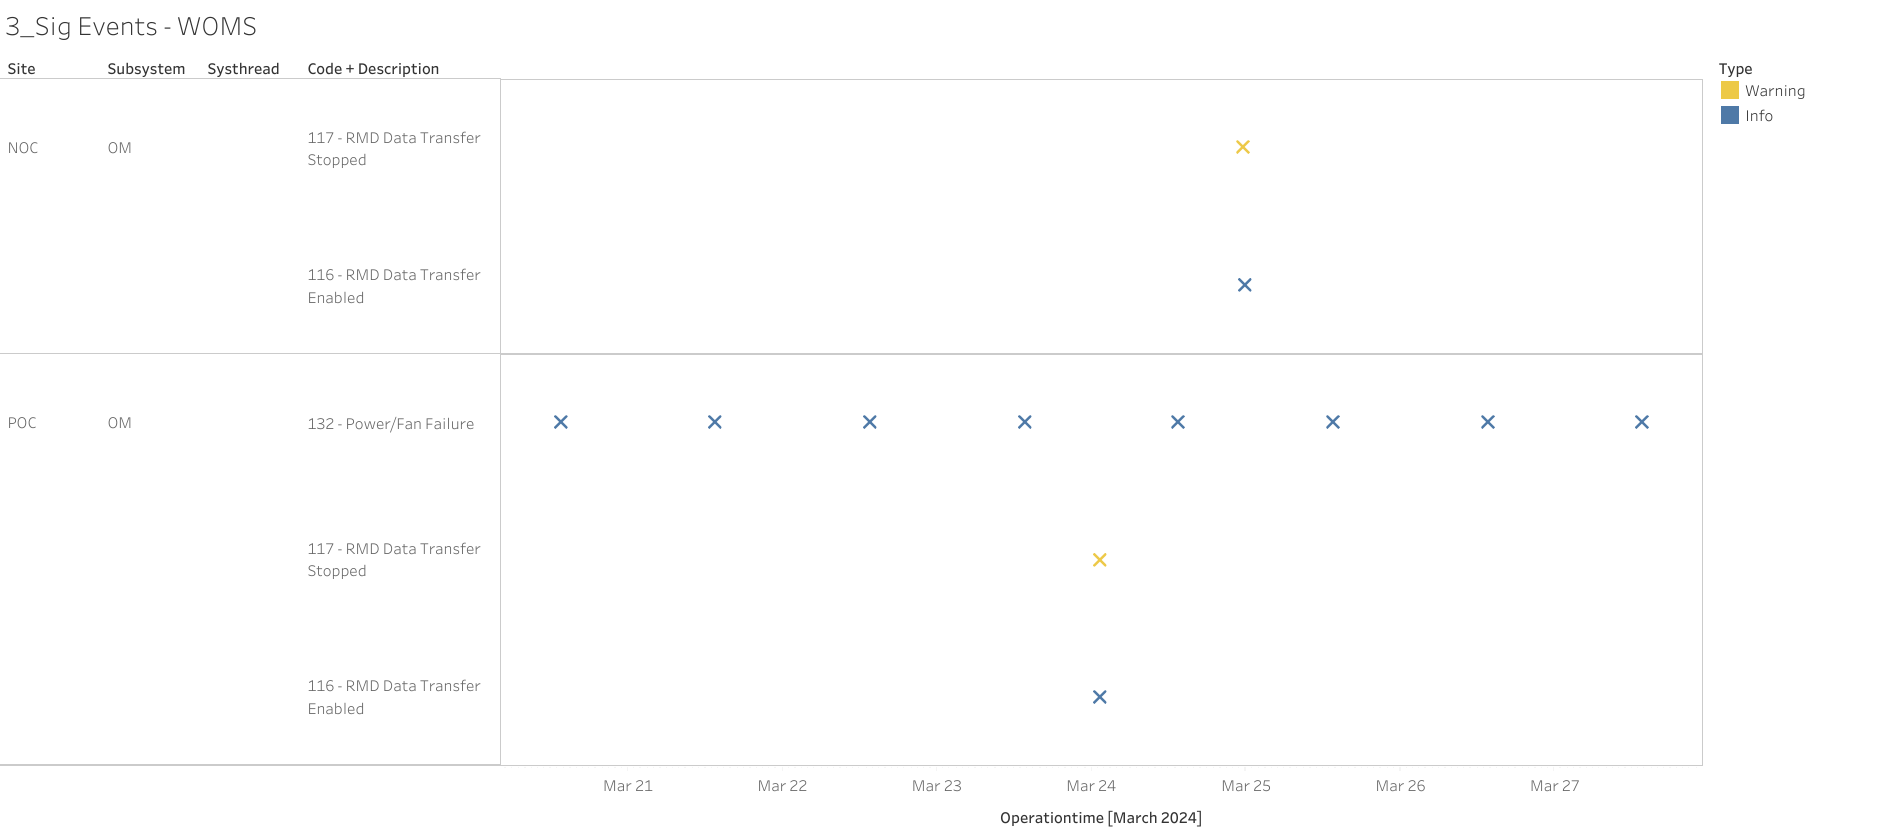 3_Sig Events - WOMS
Site Subsystem Systhread Code + Description
Type
Warning
Info
NOC OM 117 - RMD Data Transfer
Stopped
116 - RMD Data Transfer
Enabled
POC OM 132 - Power/Fan Failure
117 - RMD Data Transfer
Stopped
116 - RMD Data Transfer
Enabled
Mar 21 Mar 22 Mar 23 Mar 24 Mar 25 Mar 26 Mar 27
Operationtime [March 2024]